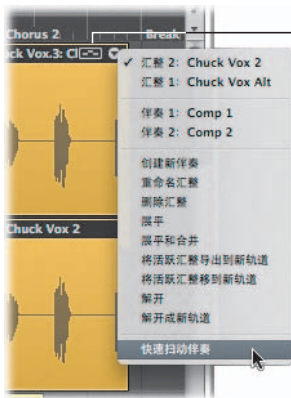 Chorus 2
Break
ck Vox.3: Cl
✓ 汇整 2: Chuck Vox 2
汇整 1: Chuck Vox Alt
伴奏 1: Comp 1
伴奏 2: Comp 2
创建新伴奏
重命名汇整
删除汇整
展平
展平和合并
将活跃汇整导出到新轨道
将活跃汇整移到新轨道
解开
解开成新轨道
快速扫动伴奏
Chuck Vox 2